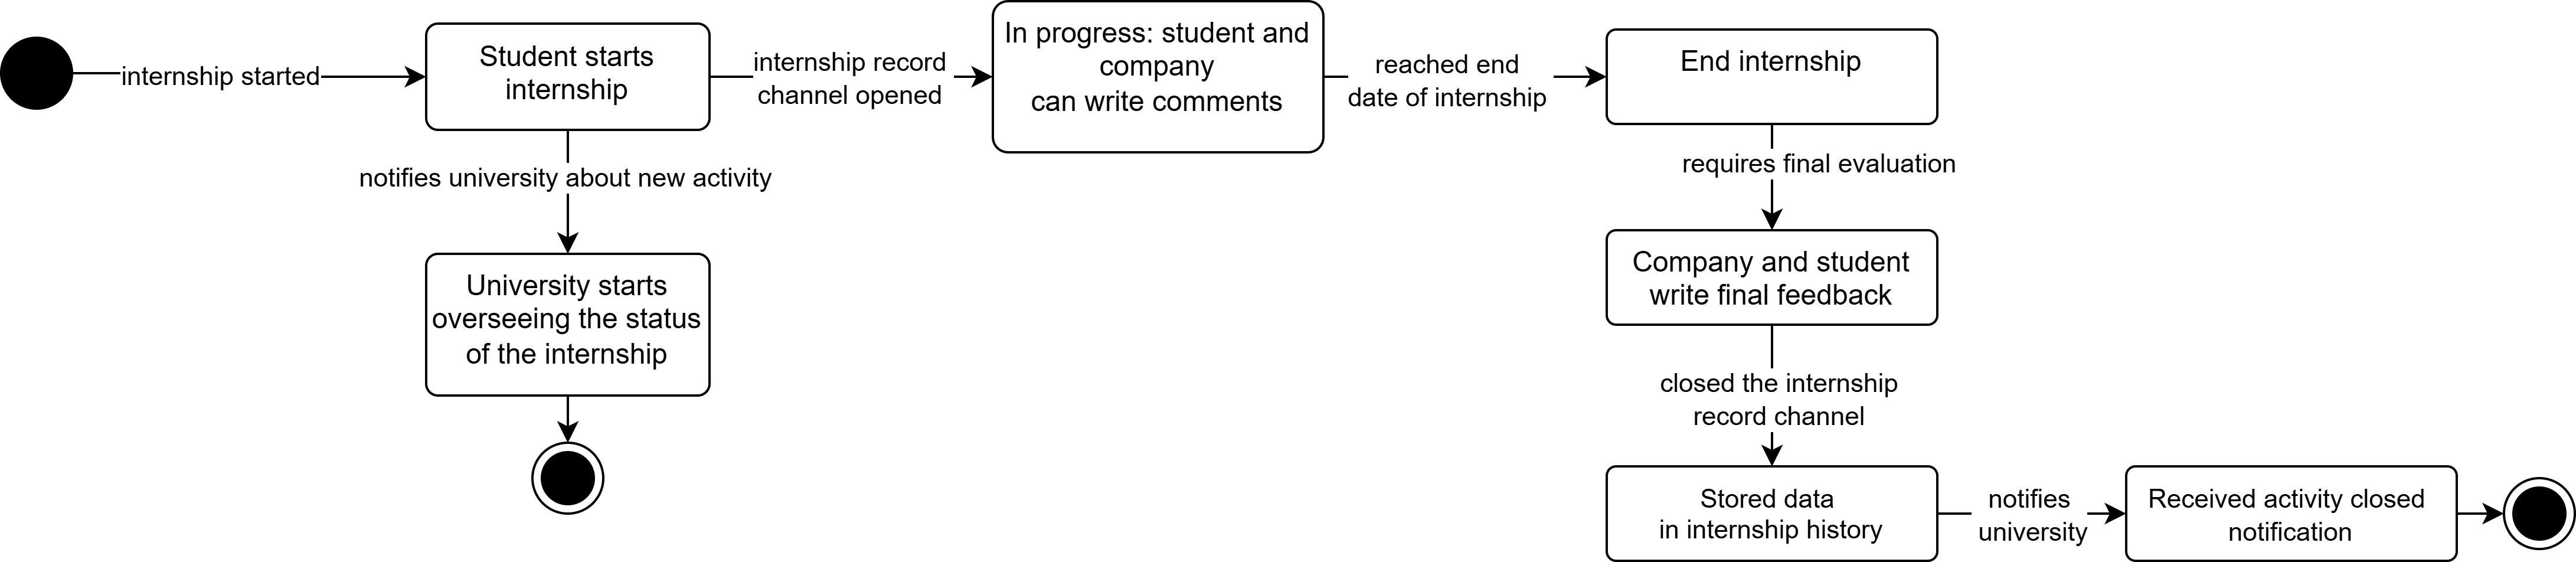 internship started
Student starts
internship
internship record
channel opened
In progress: student and
company
can write comments
reached end
date of internship
End internship
notifies university about new activity
University starts
overseeing the status
of the internship
requires final evaluation
Company and student
write final feedback
closed the internship
record channel
Stored data
in internship history
notifies
university
Received activity closed
notification